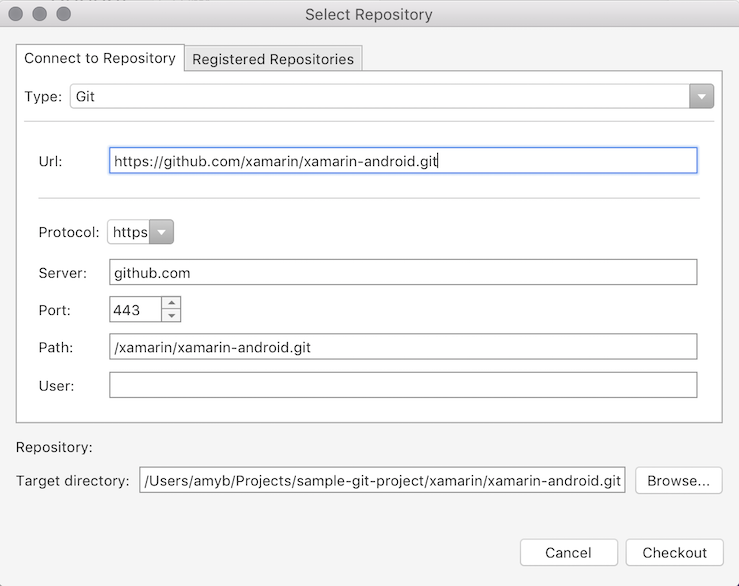 Select Repository
Connect to Repository
Registered Repositories
Type: Git
Url: https://github.com/xamarin/xamarin-android.git
Protocol: https
Server: github.com
Port: 443
Path: /xamarin/xamarin-android.git
User:
Repository:
Target directory: /Users/amyb/Projects/sample-git-project/xamarin/xamarin-android.git Browse...
Cancel Checkout